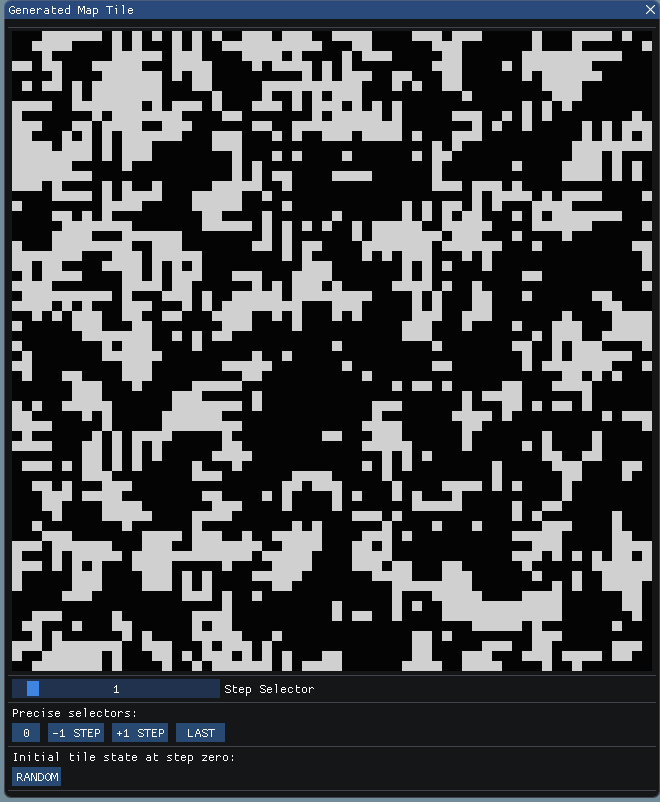 Generated Map Tile
1 Step Selector
Precise selectors:
0 -1 STEP +1 STEP LAST
Initial tile state at step zero:
RANDOM